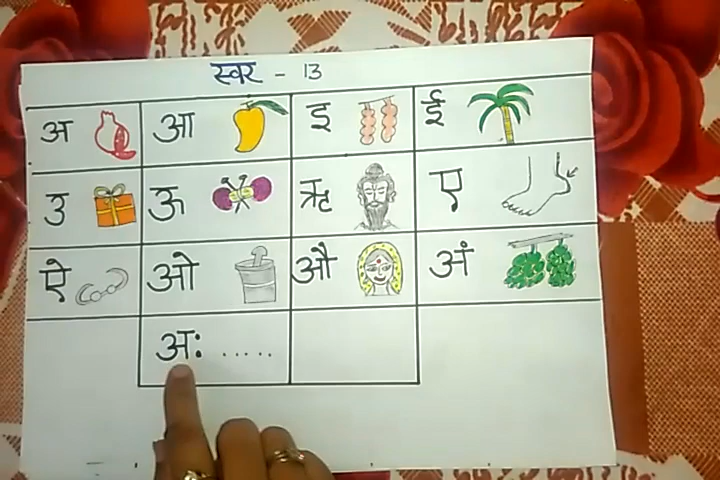 स्वर - 13
अ आ इ ई
उ ऊ ऋ ए
ऐ ओ औ अं
अः .....